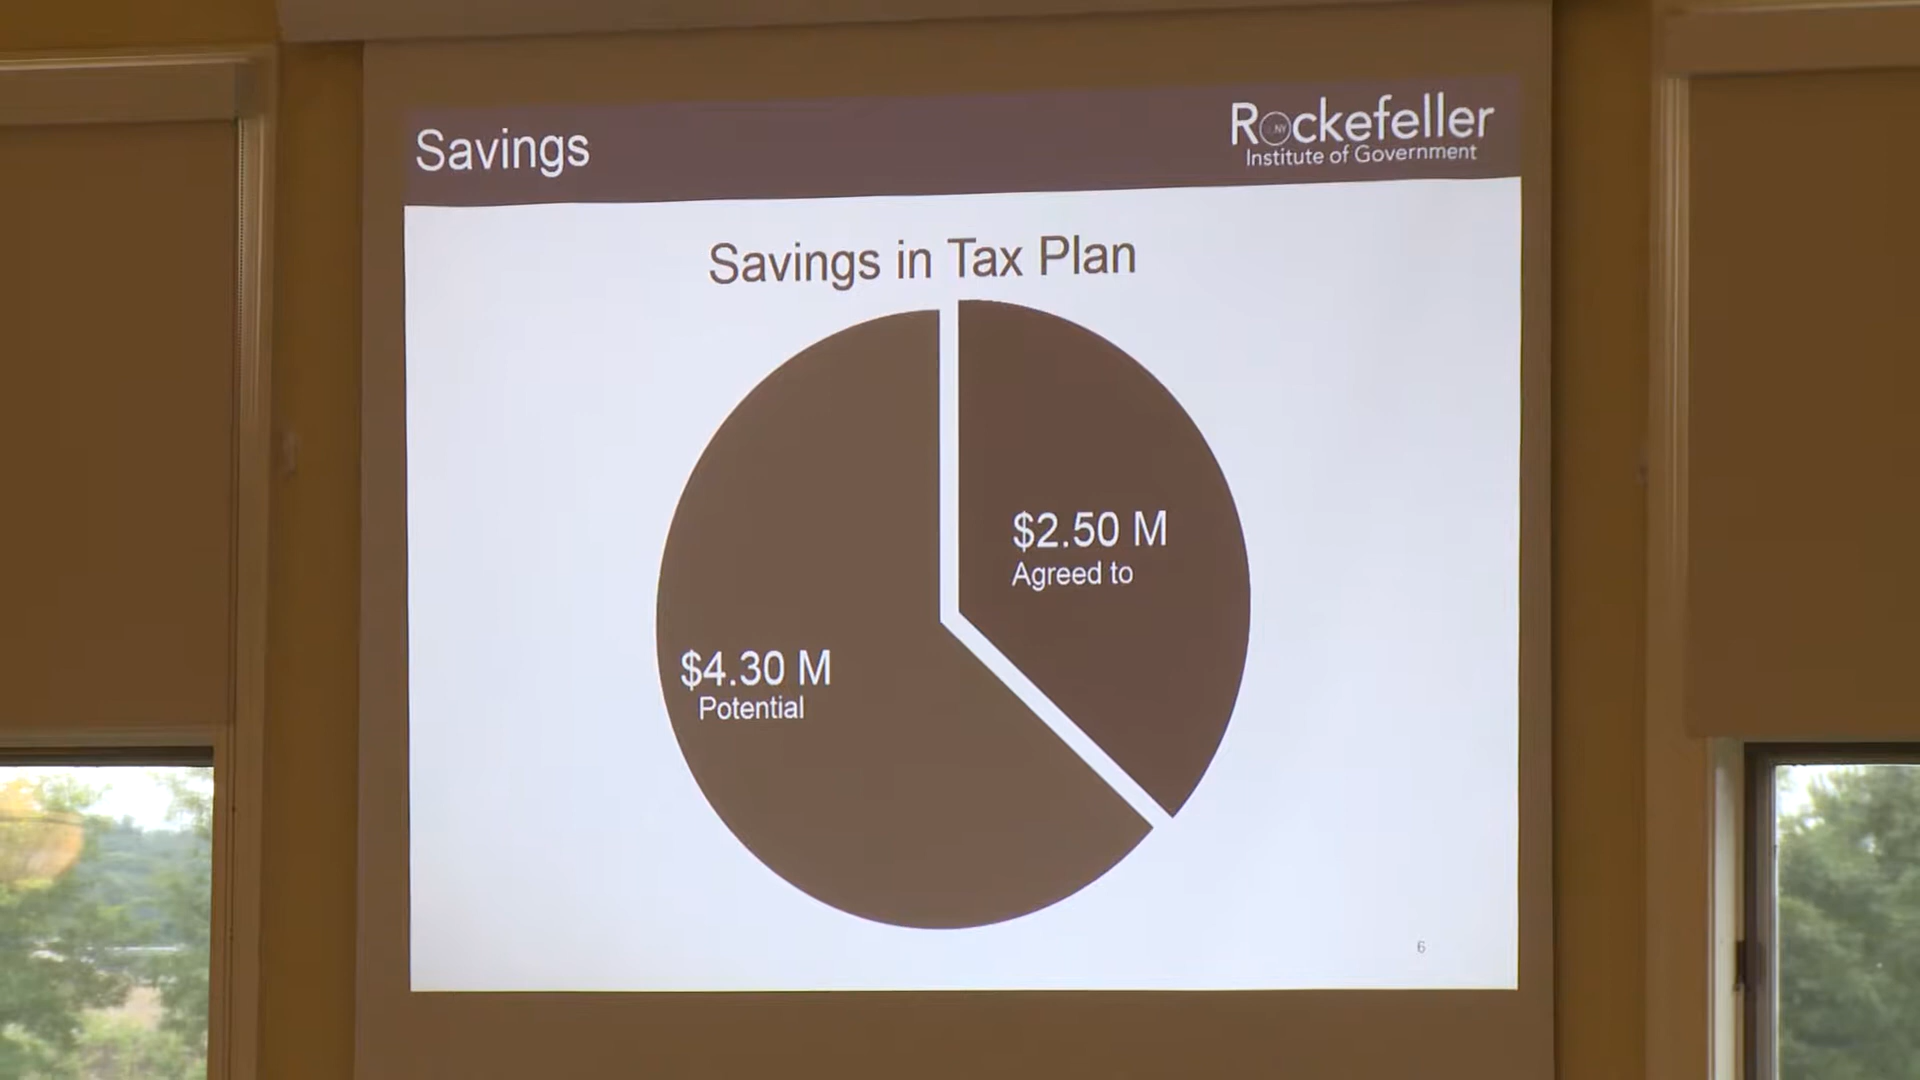 Savings
Rockefeller
Institute of Government
Savings in Tax Plan
$2.50 M
Agreed to
$4.30 M
Potential
6